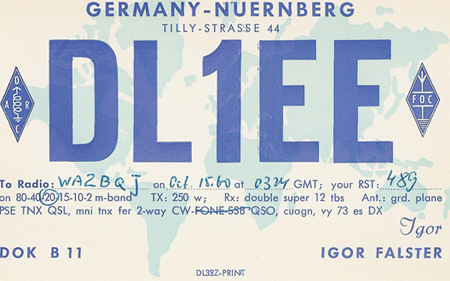 GERMANY-NUERNBERG
TILLY-STRASSE 44
DL1EE
DARC
FOC
To Radio: WA2BQJ on Oct. 15.60 at 0324 GMT; your RST: 489
on 80-40-20-15-10-2 m-band TX: 250 w; Rx: double super 12 tbs Ant.: grd. plane
PSE TNX QSL, mni tnx fer 2-way CW-FONE-SSB-QSO, cuagn, vy 73 es DX
Igor
DOK B 11 IGOR FALSTER
DL3SZ-PRINT